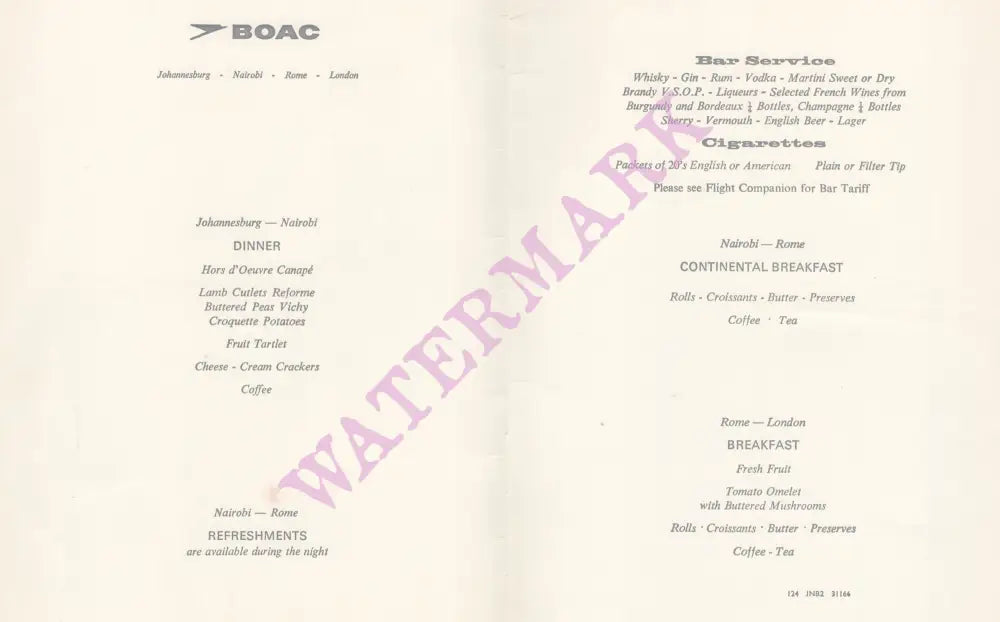 BOAC
Johannesburg - Nairobi - Rome - London
Johannesburg — Nairobi
DINNER
Hors d'Oeuvre Canapé
Lamb Cutlets Reforme
Buttered Peas Vichy
Croquette Potatoes
Fruit Tartlet
Cheese - Cream Crackers
Coffee
Nairobi — Rome
REFRESHMENTS
are available during the night
Bar Service
Whisky - Gin - Rum - Vodka - Martini Sweet or Dry
Brandy V.S.O.P. - Liqueurs - Selected French Wines from
Burgundy and Bordeaux ¼ Bottles, Champagne ¼ Bottles
Sherry - Vermouth - English Beer - Lager
Cigarettes
Packets of 20's English or American Plain or Filter Tip
Please see Flight Companion for Bar Tariff
Nairobi — Rome
CONTINENTAL BREAKFAST
Rolls - Croissants - Butter - Preserves
Coffee · Tea
Rome — London
BREAKFAST
Fresh Fruit
Tomato Omelet
with Buttered Mushrooms
Rolls · Croissants · Butter · Preserves
Coffee - Tea
124 JNB2 31166
WATERMARK